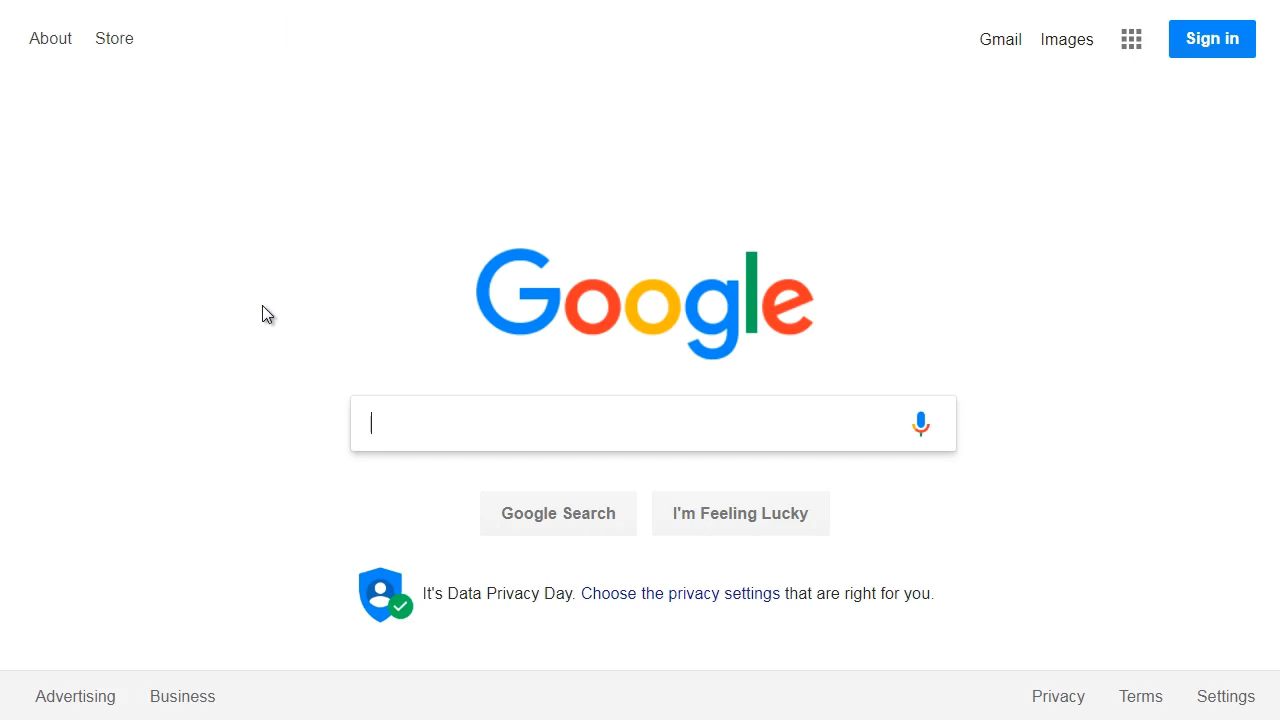 About Store Gmail Images Sign in
Google
Google Search I'm Feeling Lucky
It's Data Privacy Day. Choose the privacy settings that are right for you.
Advertising Business Privacy Terms Settings